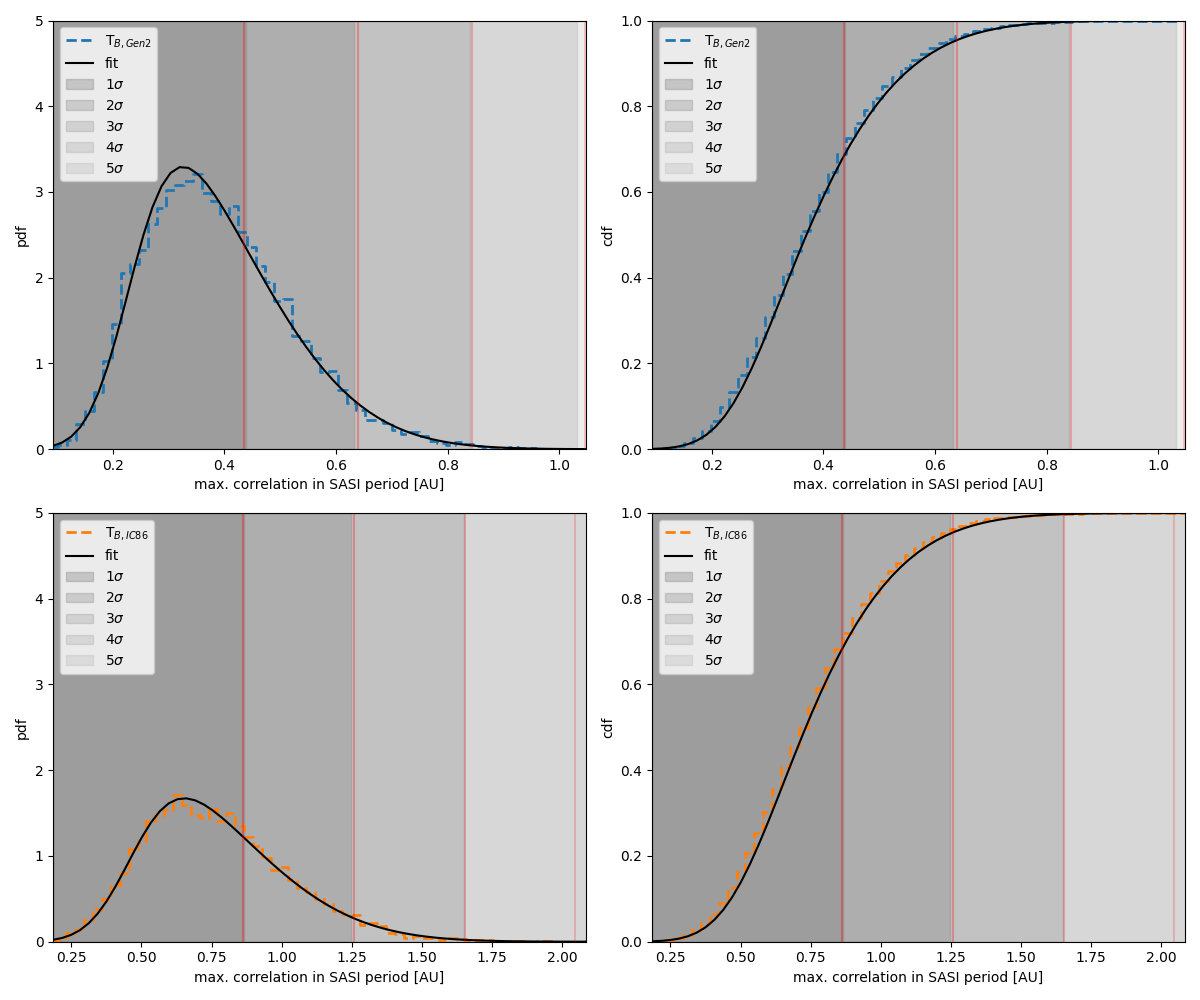 5
4
3
2
1
0
pdf
T_{B,Gen2}
fit
1σ
2σ
3σ
4σ
5σ
0.2 0.4 0.6 0.8 1.0
max. correlation in SASI period [AU]
1.0
0.8
0.6
0.4
0.2
0.0
cdf
T_{B,Gen2}
fit
1σ
2σ
3σ
4σ
5σ
0.2 0.4 0.6 0.8 1.0
max. correlation in SASI period [AU]
5
4
3
2
1
0
pdf
T_{B,IC86}
fit
1σ
2σ
3σ
4σ
5σ
0.25 0.50 0.75 1.00 1.25 1.50 1.75 2.00
max. correlation in SASI period [AU]
1.0
0.8
0.6
0.4
0.2
0.0
cdf
T_{B,IC86}
fit
1σ
2σ
3σ
4σ
5σ
0.25 0.50 0.75 1.00 1.25 1.50 1.75 2.00
max. correlation in SASI period [AU]